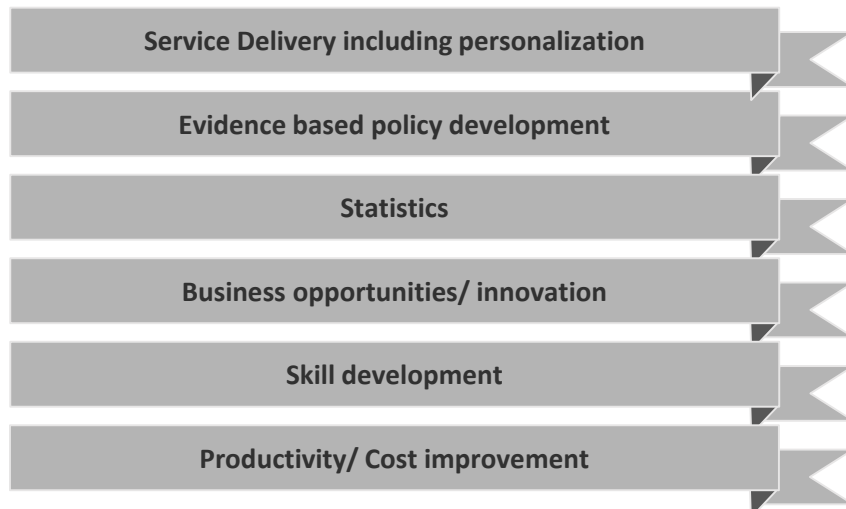 Service Delivery including personalization
Evidence based policy development
Statistics
Business opportunities/ innovation
Skill development
Productivity/ Cost improvement